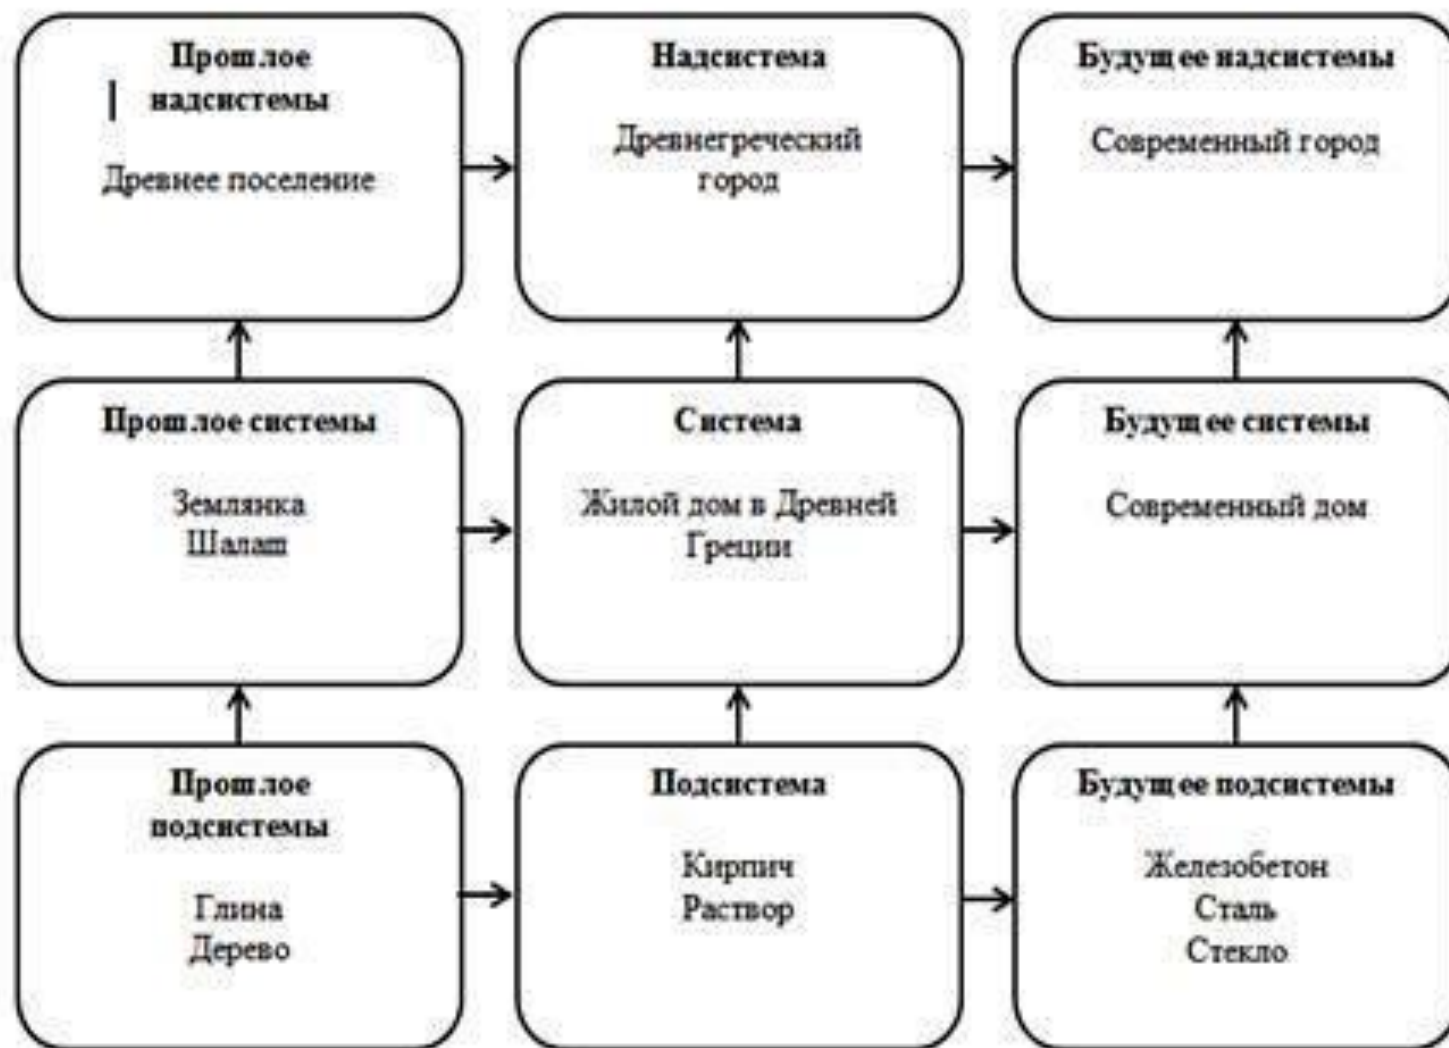 Прошлое
надсистемы
Древнее поселение
Надсистема
Древнегреческий
город
Будущее надсистемы
Современный город
Прошлое системы
Землянка
Шалаш
Система
Жилой дом в Древней
Греции
Будущее системы
Современный дом
Прошлое
подсистемы
Глина
Дерево
Подсистема
Кирпич
Раствор
Будущее подсистемы
Железобетон
Сталь
Стекло